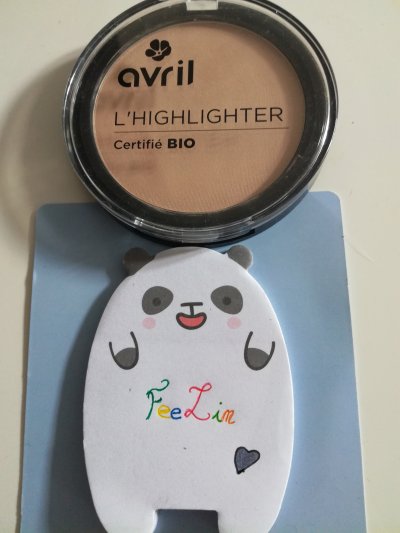 avril
L'HIGHLIGHTER
Certifié BIO
FeeLin